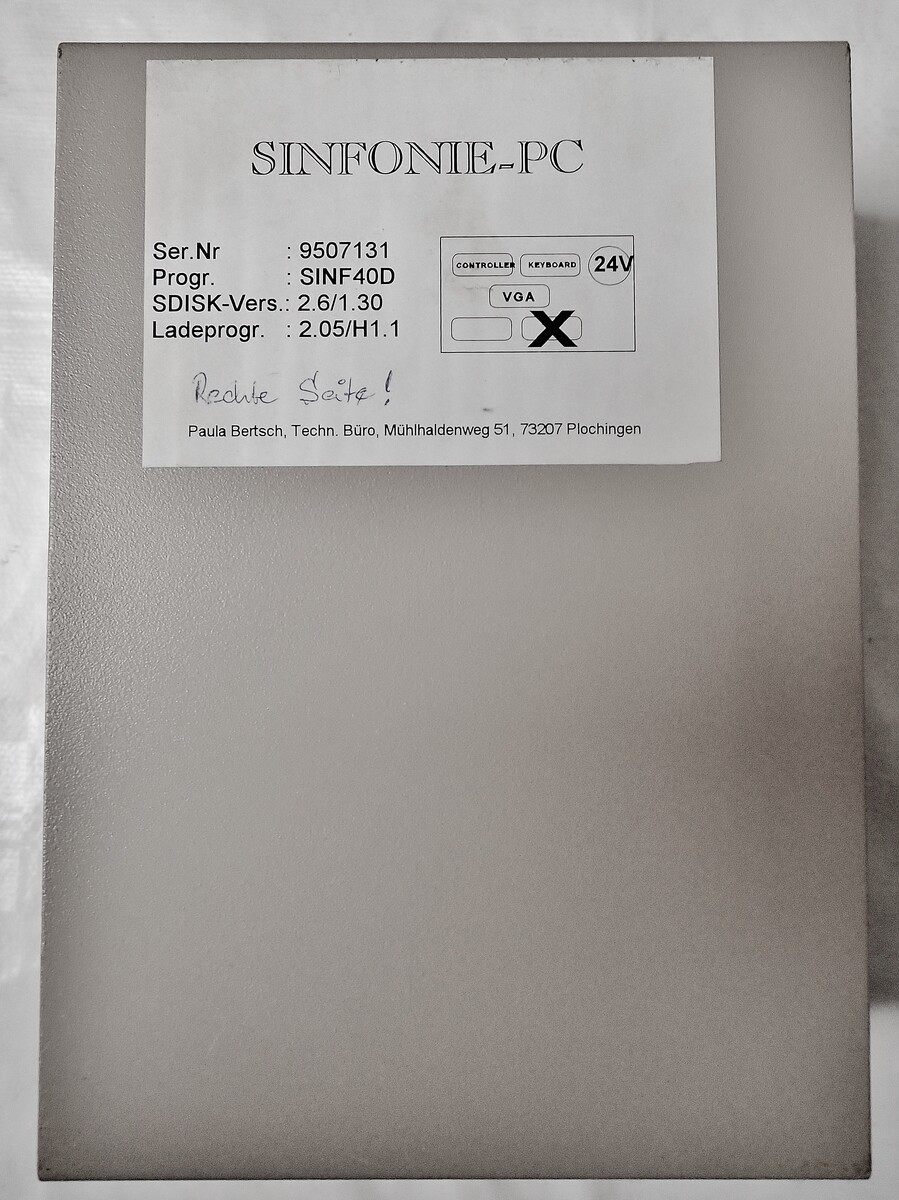 SINFONIE-PC
Ser.Nr : 9507131
Progr. : SINF40D
SDISK-Vers.: 2.6/1.30
Ladeprogr. : 2.05/H1.1
CONTROLLER KEYBOARD 24V
VGA
X
Rechte Seite!
Paula Bertsch, Techn. Büro, Mühlhaldenweg 51, 73207 Plochingen